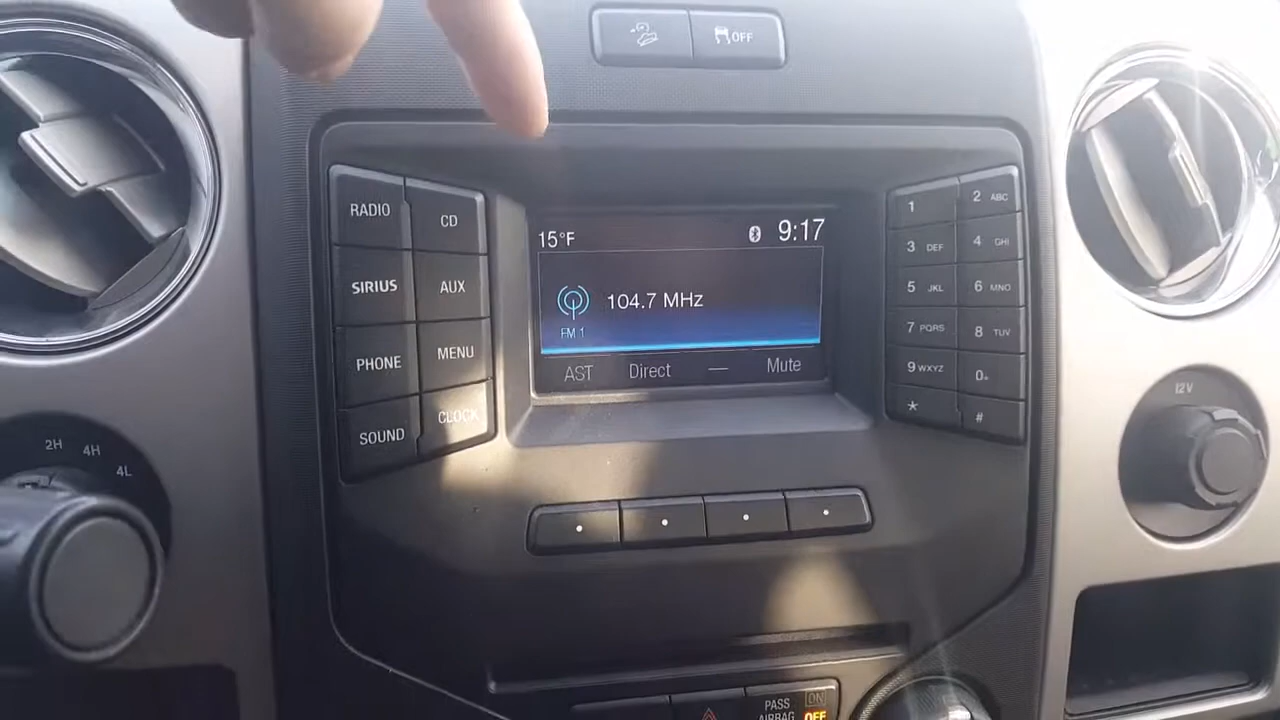 OFF
RADIO
CD
SIRIUS
AUX
PHONE
MENU
SOUND
CLOCK
15°F
9:17
104.7 MHz
FM 1
AST Direct — Mute
1
2 ABC
3 DEF
4 GHI
5 JKL
6 MNO
7 PQRS
8 TUV
9 WXYZ
0+
*
#
2H
4H
4L
12V
PASS
AIRBAG
ON
OFF